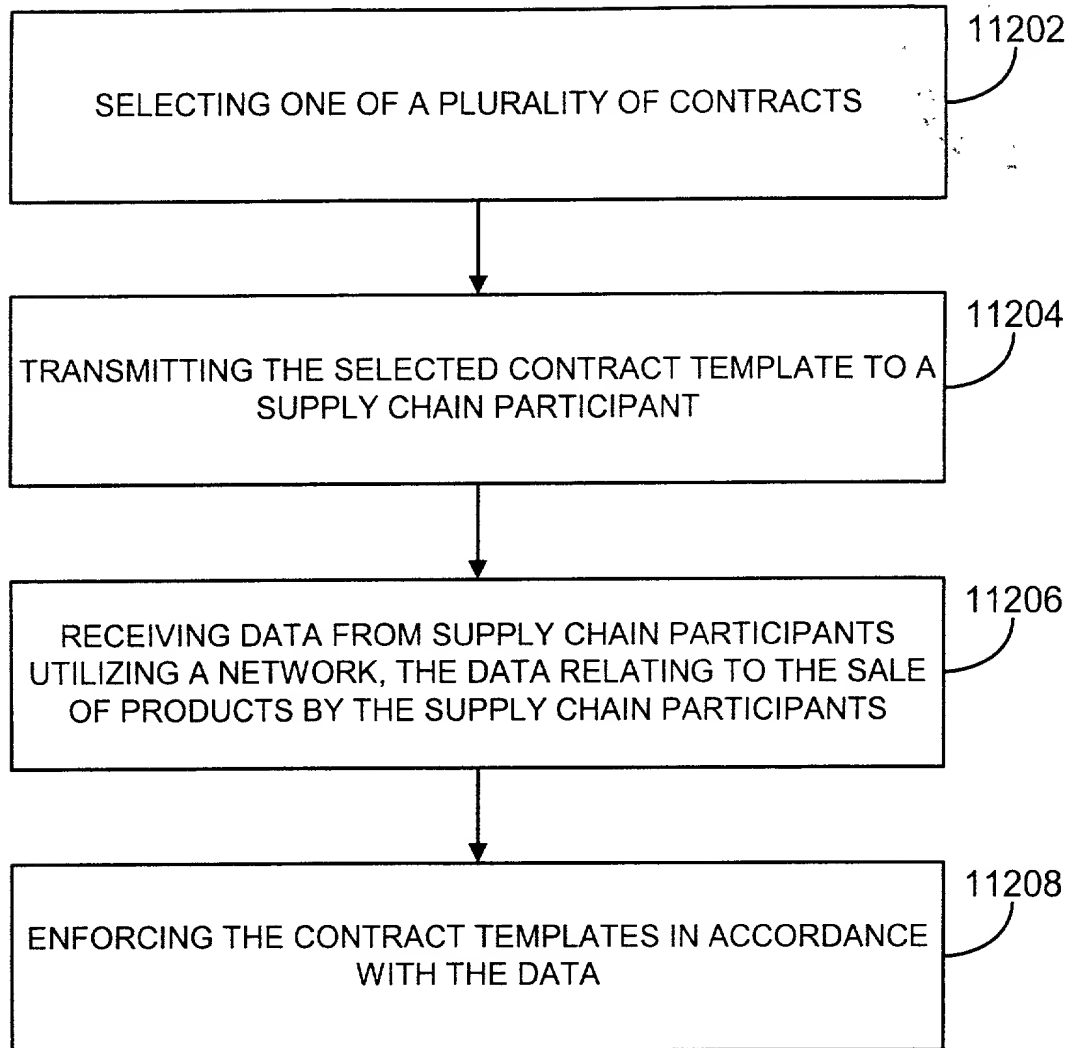 11202
SELECTING ONE OF A PLURALITY OF CONTRACTS
11204
TRANSMITTING THE SELECTED CONTRACT TEMPLATE TO A
SUPPLY CHAIN PARTICIPANT
11206
RECEIVING DATA FROM SUPPLY CHAIN PARTICIPANTS
UTILIZING A NETWORK, THE DATA RELATING TO THE SALE
OF PRODUCTS BY THE SUPPLY CHAIN PARTICIPANTS
11208
ENFORCING THE CONTRACT TEMPLATES IN ACCORDANCE
WITH THE DATA